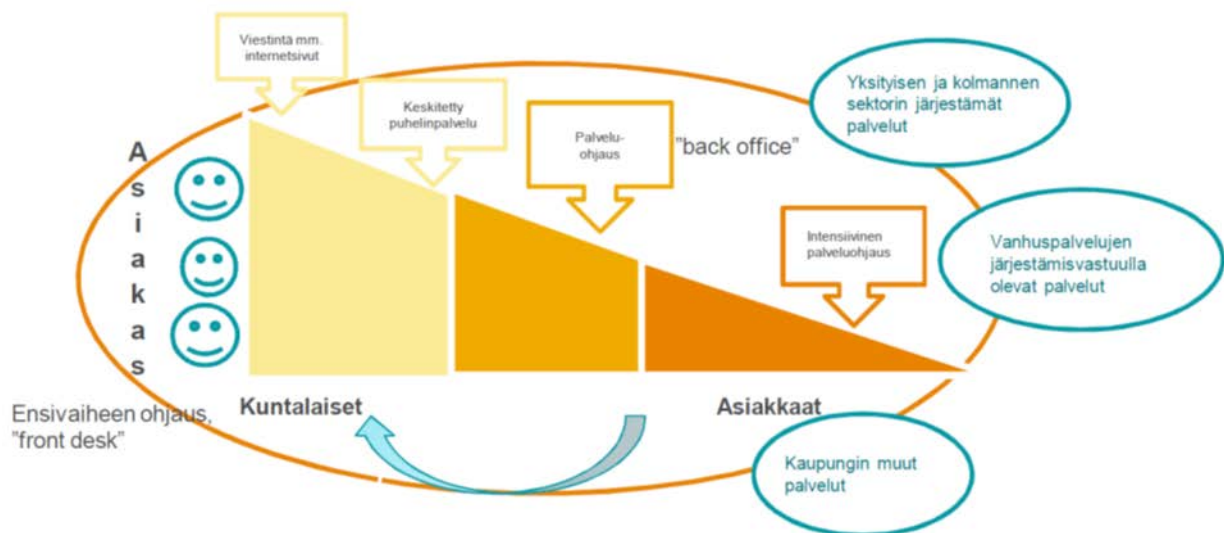 Viestintä mm.
internetsivut
Keskitetty
puhelinpalvelu
Palvelu-
ohjaus
"back office"
Yksityisen ja kolmannen
sektorin järjestämät
palvelut
Asiakas
Intensiivinen
palveluohjaus
Vanhuspalvelujen
järjestämisvastuulla
olevat palvelut
Ensivaiheen ohjaus,
"front desk"
Kuntalaiset
Asiakkaat
Kaupungin muut
palvelut